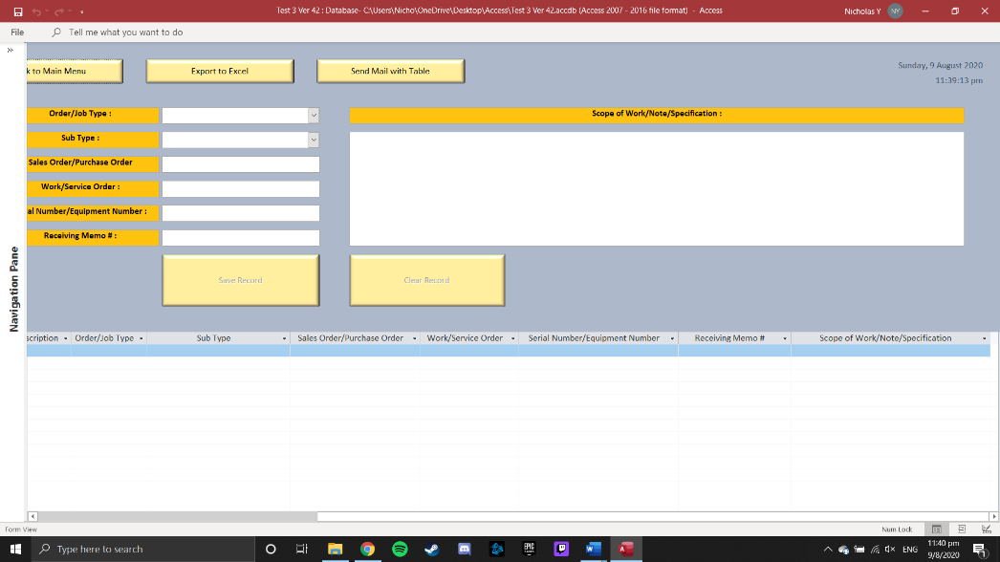 Test 3 Ver 42 : Database- C:\Users\Nicho\OneDrive\Desktop\Access\Test 3 Ver 42.accdb (Access 2007 - 2016 file format) - Access
Nicholas Y NY
File Tell me what you want to do
k to Main Menu Export to Excel Send Mail with Table
Sunday, 9 August 2020
11:39:13 pm
Order/Job Type : Scope of Work/Note/Specification :
Sub Type :
Sales Order/Purchase Order
Work/Service Order :
al Number/Equipment Number :
Receiving Memo # :
Save Record Clear Record
Navigation Pane
scription Order/Job Type Sub Type Sales Order/Purchase Order Work/Service Order Serial Number/Equipment Number Receiving Memo # Scope of Work/Note/Specification
Form View Num Lock
Type here to search
EPIC
ENG
11:40 pm
9/8/2020
1